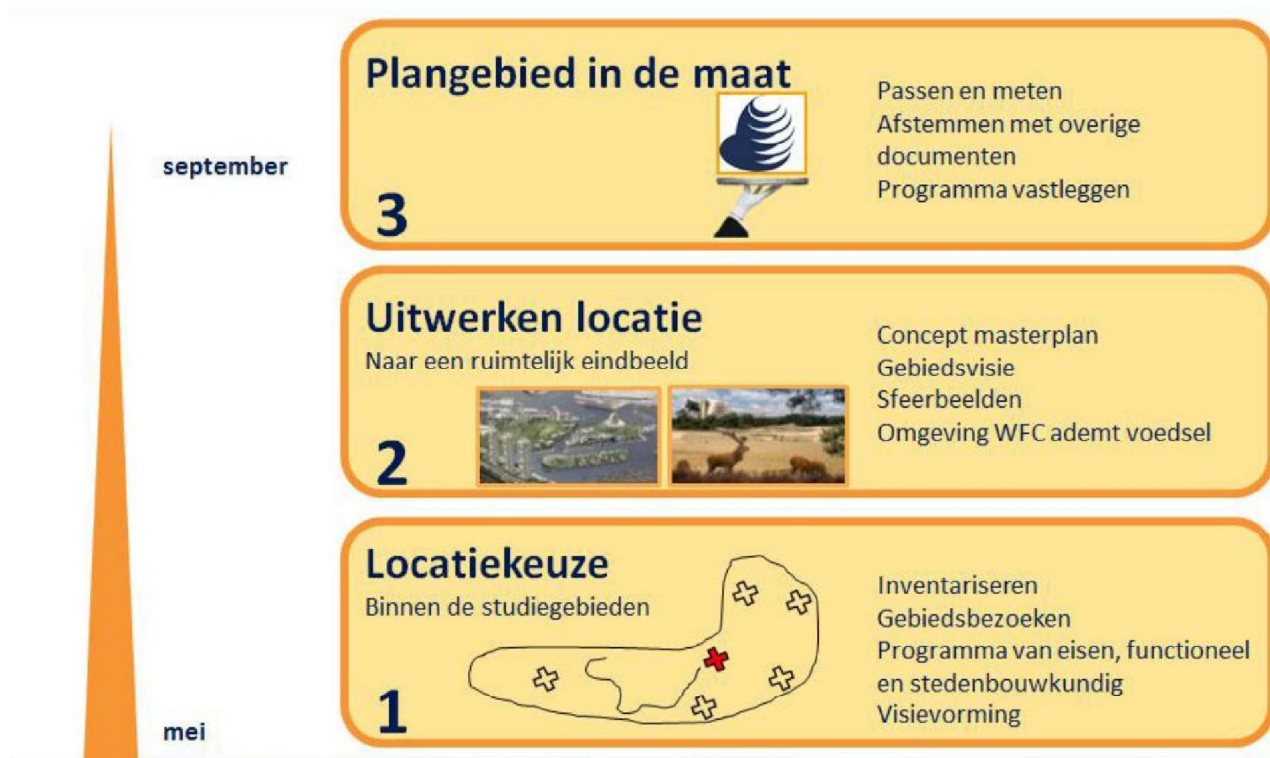 september
Plangebied in de maat
3
Passen en meten
Afstemmen met overige
documenten
Programma vastleggen
Uitwerken locatie
Naar een ruimtelijk eindbeeld
2
Concept masterplan
Gebiedsvisie
Sfeerbeelden
Omgeving WFC ademt voedsel
Locatiekeuze
Binnen de studiegebieden
1
Inventariseren
Gebiedsbezoeken
Programma van eisen, functioneel
en stedenbouwkundig
Visievorming
mei